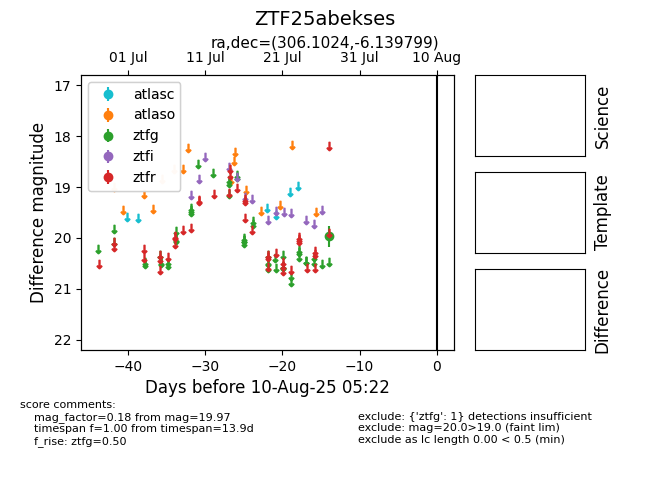 ZTF25abekses
ra,dec=(306.1024,-6.139799)
01 Jul
11 Jul
21 Jul
31 Jul
10 Aug
17
18
19
20
21
22
Difference magnitude
atlasc
atlaso
ztfg
ztfi
ztfr
−40
−30
−20
−10
0
Days before 10-Aug-25 05:22
Science
Template
Difference
score comments:
mag_factor=0.18 from mag=19.97
timespan f=1.00 from timespan=13.9d
f_rise: ztfg=0.50
exclude: {'ztfg': 1} detections insufficient
exclude: mag=20.0>19.0 (faint lim)
exclude as lc length 0.00 < 0.5 (min)